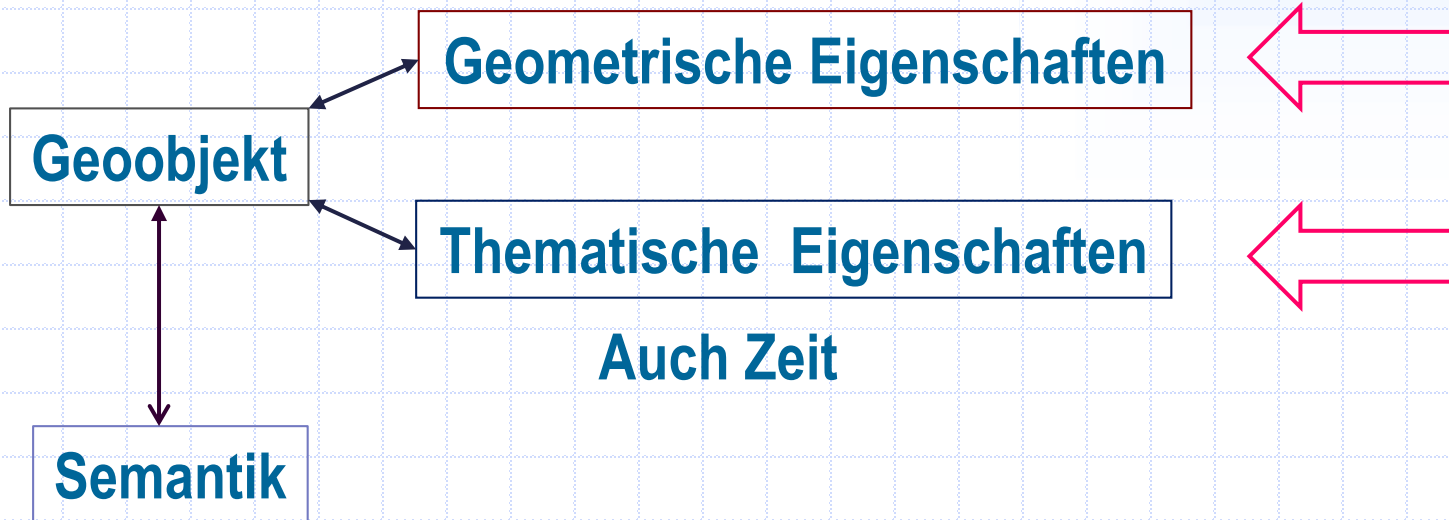 Geometrische Eigenschaften
Geoobjekt
Thematische Eigenschaften
Auch Zeit
Semantik